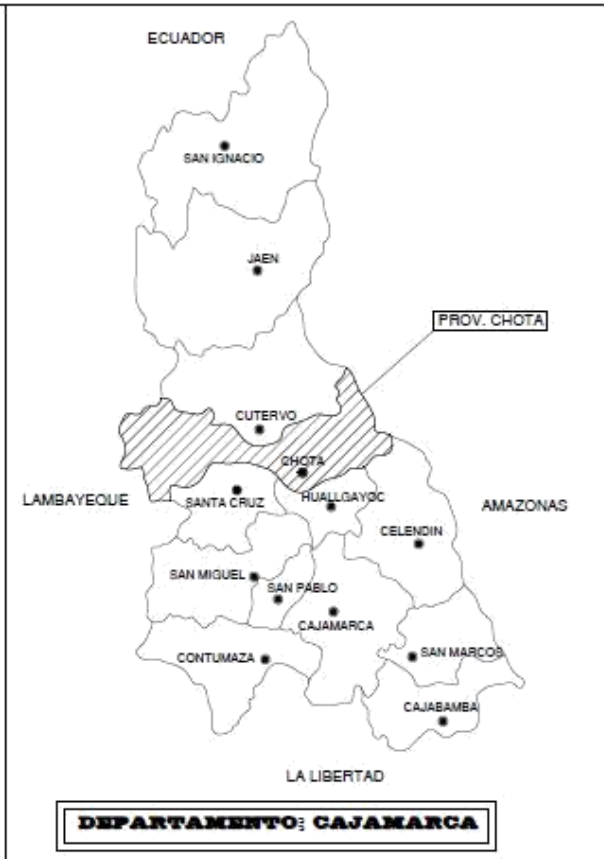 ECUADOR
SAN IGNACIO
JAEN
PROV. CHOTA
CUTERVO
CHOTA
LAMBAYEQUE
SANTA CRUZ
HUALLGAYOC
AMAZONAS
CELENDIN
SAN MIGUEL
SAN PABLO
CAJAMARCA
CONTUMAZA
SAN MARCOS
CAJABAMBA
LA LIBERTAD
DEPARTAMENTO: CAJAMARCA